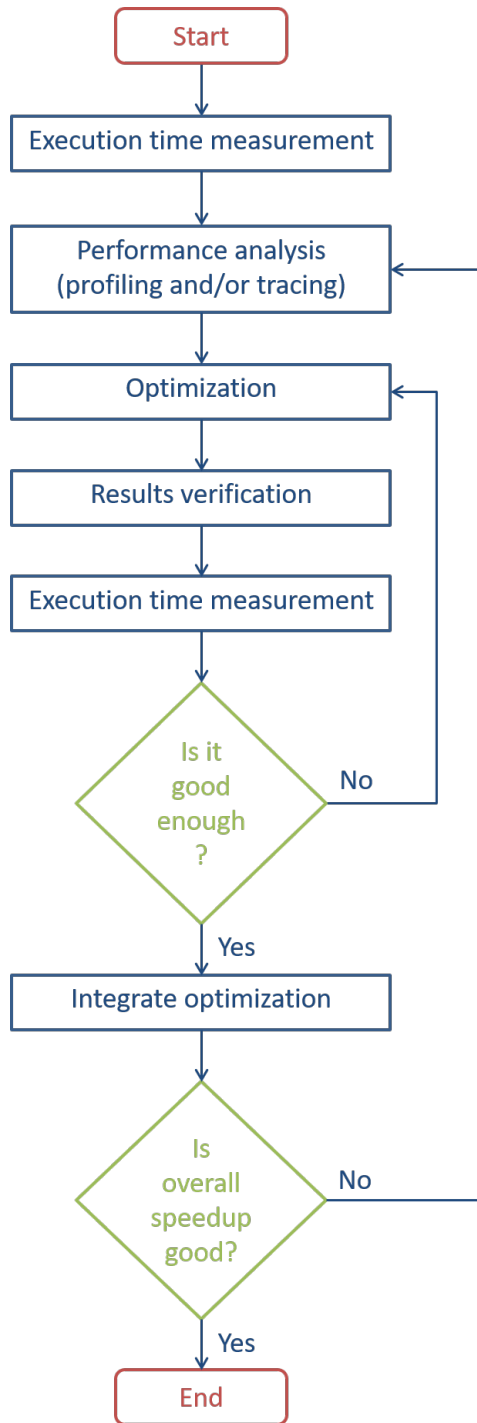 Start
Execution time measurement
Performance analysis
(profiling and/or tracing)
Optimization
Results verification
Execution time measurement
Is it
good
enough
?
No
Yes
Integrate optimization
Is
overall
speedup
good?
No
Yes
End